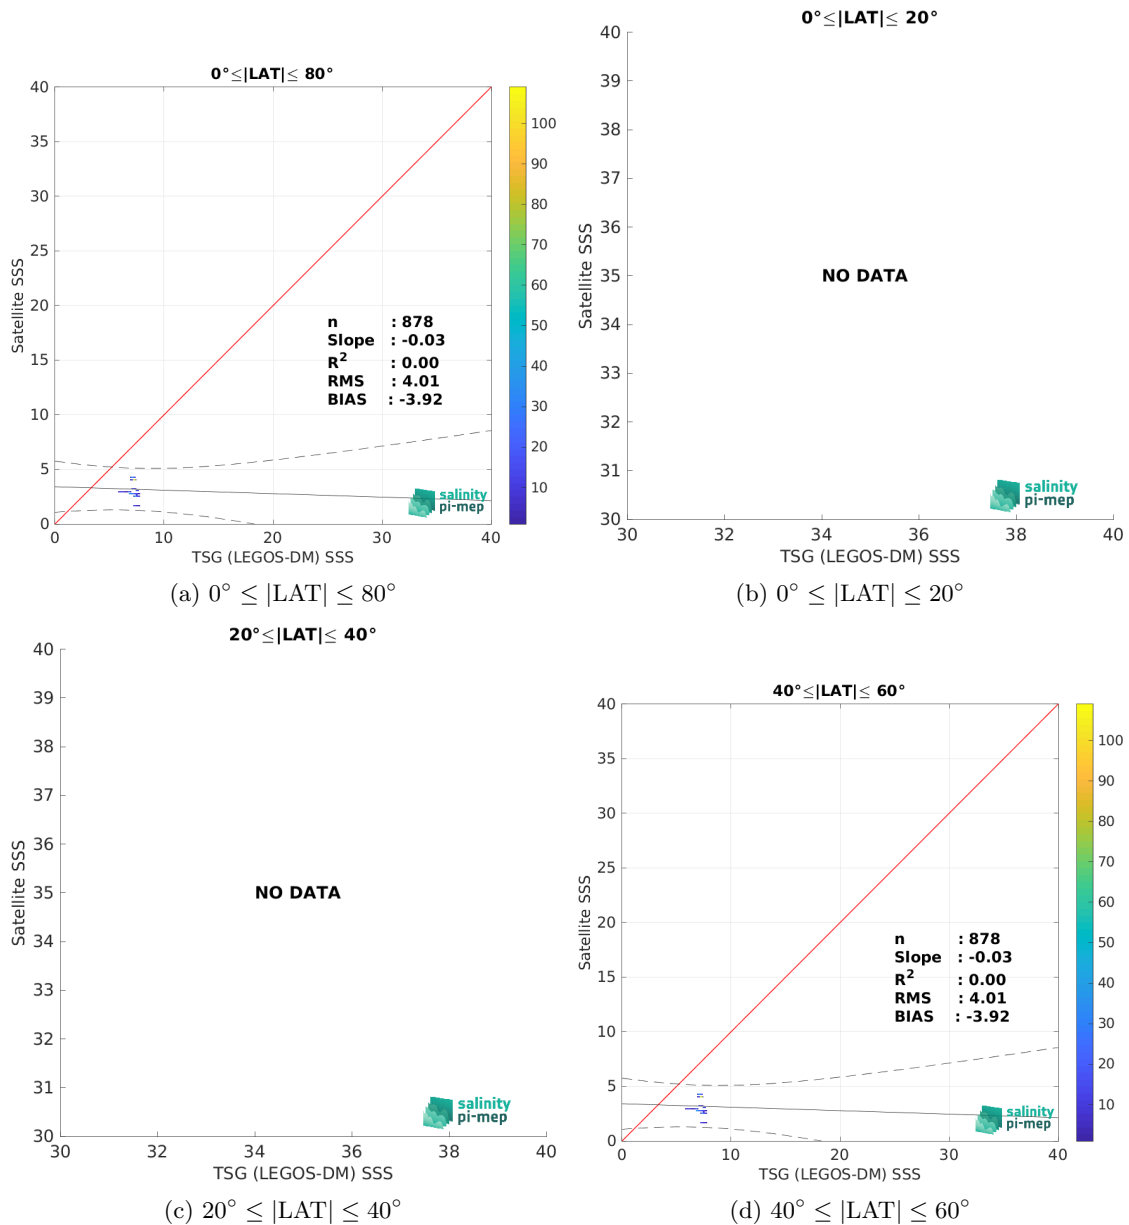 0°≤|LAT|≤ 80°
40
35
30
25
20
15
10
5
0
Satellite SSS
n : 878
Slope : -0.03
R² : 0.00
RMS : 4.01
BIAS : -3.92
salinity
pi-mep
0 10 20 30 40
TSG (LEGOS-DM) SSS
100
90
80
70
60
50
40
30
20
10
(a) 0° ≤ |LAT| ≤ 80°
0°≤|LAT|≤ 20°
40
39
38
37
36
35
34
33
32
31
30
Satellite SSS
NO DATA
salinity
pi-mep
30 32 34 36 38 40
TSG (LEGOS-DM) SSS
(b) 0° ≤ |LAT| ≤ 20°
20°≤|LAT|≤ 40°
40
39
38
37
36
35
34
33
32
31
30
Satellite SSS
NO DATA
salinity
pi-mep
30 32 34 36 38 40
TSG (LEGOS-DM) SSS
(c) 20° ≤ |LAT| ≤ 40°
40°≤|LAT|≤ 60°
40
35
30
25
20
15
10
5
0
Satellite SSS
n : 878
Slope : -0.03
R² : 0.00
RMS : 4.01
BIAS : -3.92
salinity
pi-mep
0 10 20 30 40
TSG (LEGOS-DM) SSS
100
90
80
70
60
50
40
30
20
10
(d) 40° ≤ |LAT| ≤ 60°